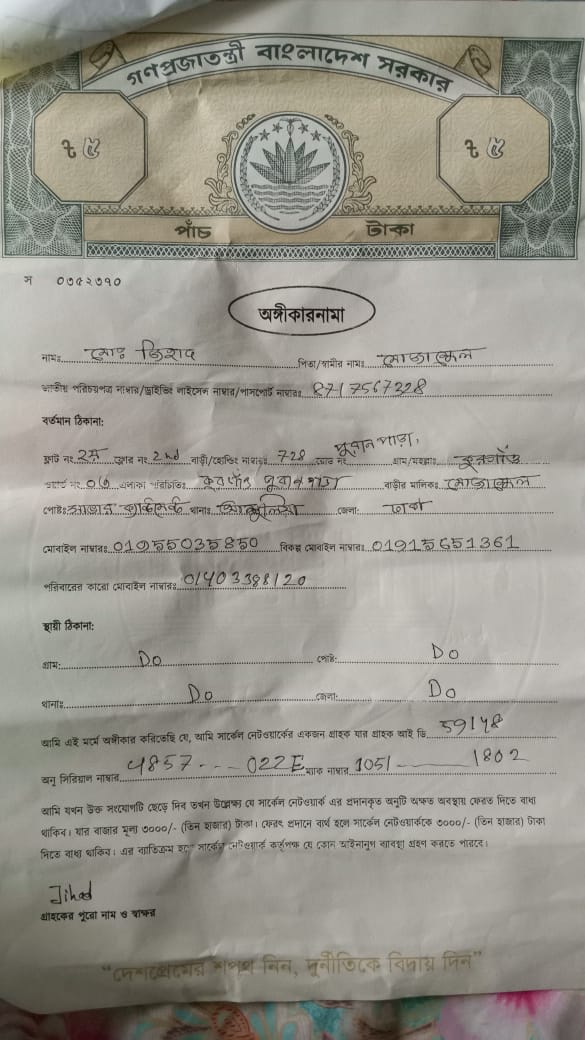 গণপ্রজাতন্ত্রী বাংলাদেশ সরকার
৳ ৫ ৳ ৫
পাঁচ টাকা
স ০৩৫২৩৭০
অঙ্গীকারনামা
নামঃ মোঃ জিহাদ পিতা/স্বামীর নামঃ মোজাম্মেল
জাতীয় পরিচয়পত্র নাম্বার/ড্রাইভিং লাইসেন্স নাম্বার/পাসপোর্ট নাম্বারঃ 8717567328
বর্তমান ঠিকানা:
ফ্লাট নং 2য় ফ্লোর নং 2nd বাড়ী/হোল্ডিং নাম্বারঃ 728 রোড নং পুরান পাড়া, গ্রাম/মহল্লাঃ
ওয়ার্ড নং 07 এলাকা পরিচিতিঃ পুরান পাড়া বাড়ীর মালিকঃ মোজাম্মেল
পোষ্টঃ থানাঃ আশুলিয়া জেলা: ঢাকা
মোবাইল নাম্বারঃ 01955035850 বিকল্প মোবাইল নাম্বারঃ 01915651361
পরিবারের কারো মোবাইল নাম্বারঃ 01403388120
স্থায়ী ঠিকানা:
গ্রাম: Do পোষ্ট: Do
থানাঃ Do জেলা: Do
আমি এই মর্মে অঙ্গীকার করিতেছি যে, আমি সার্কেল নেটওয়ার্কের একজন গ্রাহক যার গ্রাহক আই ডি 59148
অনু সিরিয়াল নাম্বার 4857---022E ম্যাক নাম্বার 1051 — 1802
আমি যখন উক্ত সংযোগটি ছেড়ে দিব তখন উল্লেখ্য যে সার্কেল নেটওয়ার্ক এর প্রদানকৃত অনুটি অক্ষত অবস্থায় ফেরত দিতে বাধ্য
থাকিব। যার বাজার মূল্য ৩০০০/- (তিন হাজার) টাকা। ফেরৎ প্রদানে ব্যর্থ হলে সার্কেল নেটওয়ার্ককে ৩০০০/- (তিন হাজার) টাকা
দিতে বাধ্য থাকিব। এর ব্যতিক্রম হলে সার্কেল নেটওয়ার্ক কর্তৃপক্ষ যে কোন আইনানুগ ব্যবস্থা গ্রহণ করতে পারবে।
Jihad
গ্রাহকের পুরো নাম ও স্বাক্ষর
“দেশপ্রেমের শপথ নিন, দুর্নীতিকে বিদায় দিন”